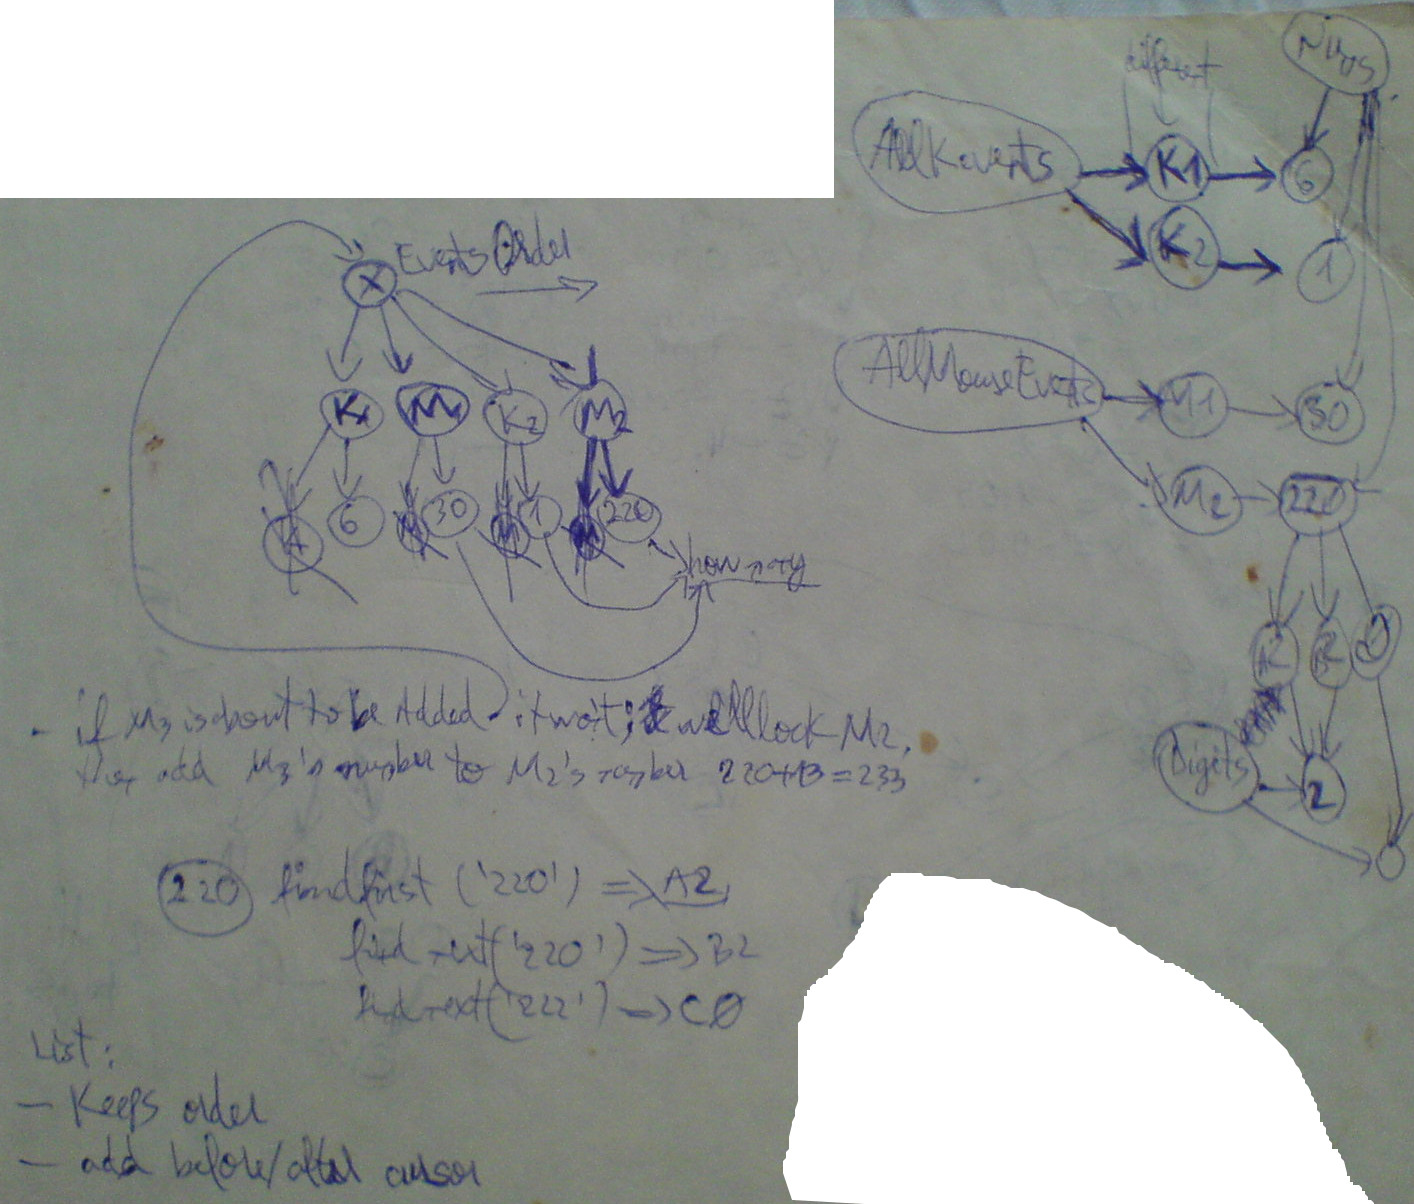 different
Nums
AllKevents
K1
6
K2
1
Events Order
X
K1
M1
K2
M2
6
30
1
220
how many
AllMouseEvents
M1
30
M2
220
A2
B2
Digits
2
- if M3 is about to be Added. it wait; we'll lock M2,
then add M3's number to M2's number 220+13=233
220 findfirst ('220') => A2,
find next('220') => B2
find next('222') => CØ
List:
- Keeps order
- add before/after cursor